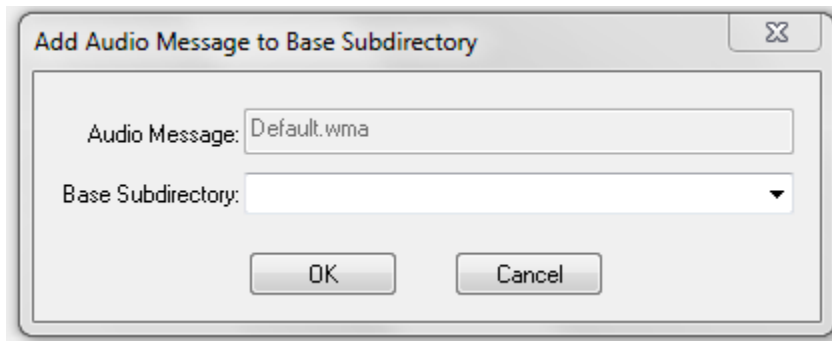 Add Audio Message to Base Subdirectory
Audio Message: Default.wma
Base Subdirectory:
OK Cancel